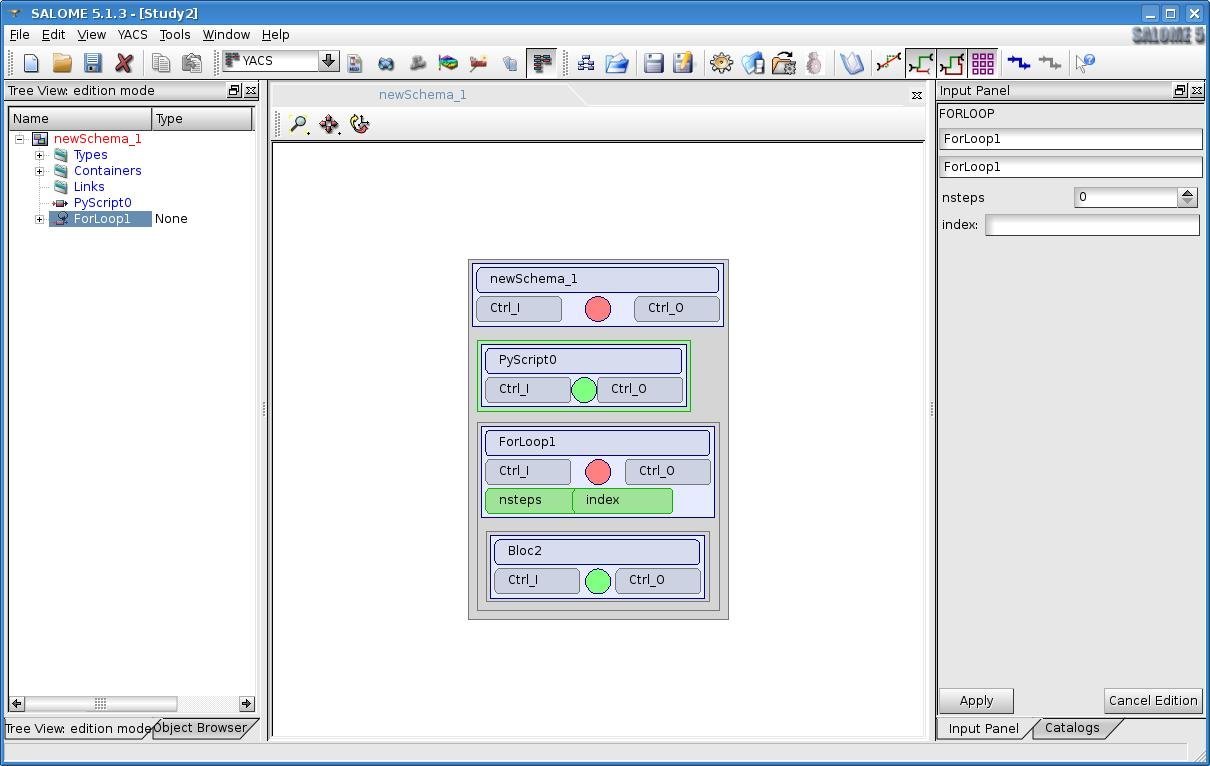 SALOME 5.1.3 - [Study2]
File Edit View YACS Tools Window Help
SALOME 5
YACS
Tree View: edition mode
newSchema_1
Input Panel
Name Type
newSchema_1
Types
Containers
Links
PyScript0
ForLoop1 None
newSchema_1
Ctrl_I Ctrl_O
PyScript0
Ctrl_I Ctrl_O
ForLoop1
Ctrl_I Ctrl_O
nsteps index
Bloc2
Ctrl_I Ctrl_O
FORLOOP
ForLoop1
ForLoop1
nsteps 0
index:
Apply Cancel Edition
Tree View: edition mode Object Browser
Input Panel Catalogs